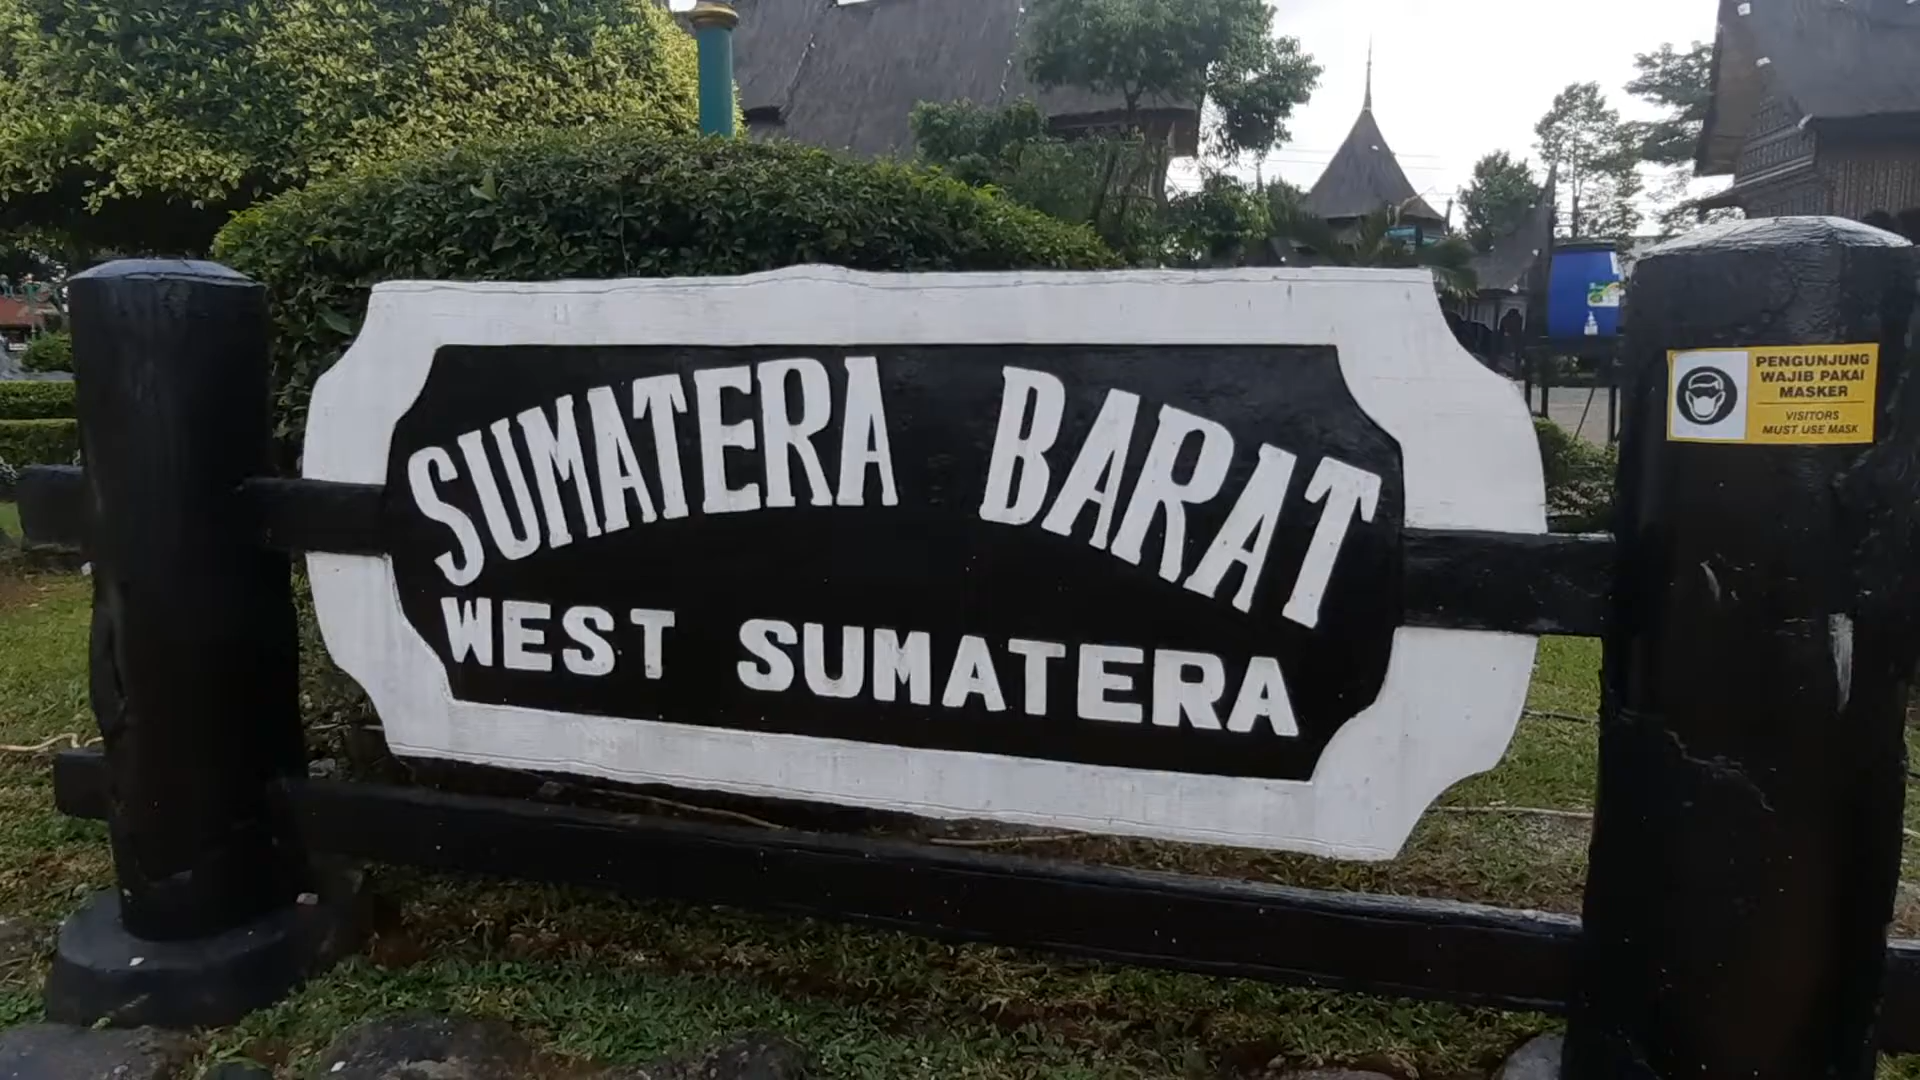 SUMATERA BARAT
WEST SUMATERA
PENGUNJUNG
WAJIB PAKAI
MASKER
VISITORS
MUST USE MASK